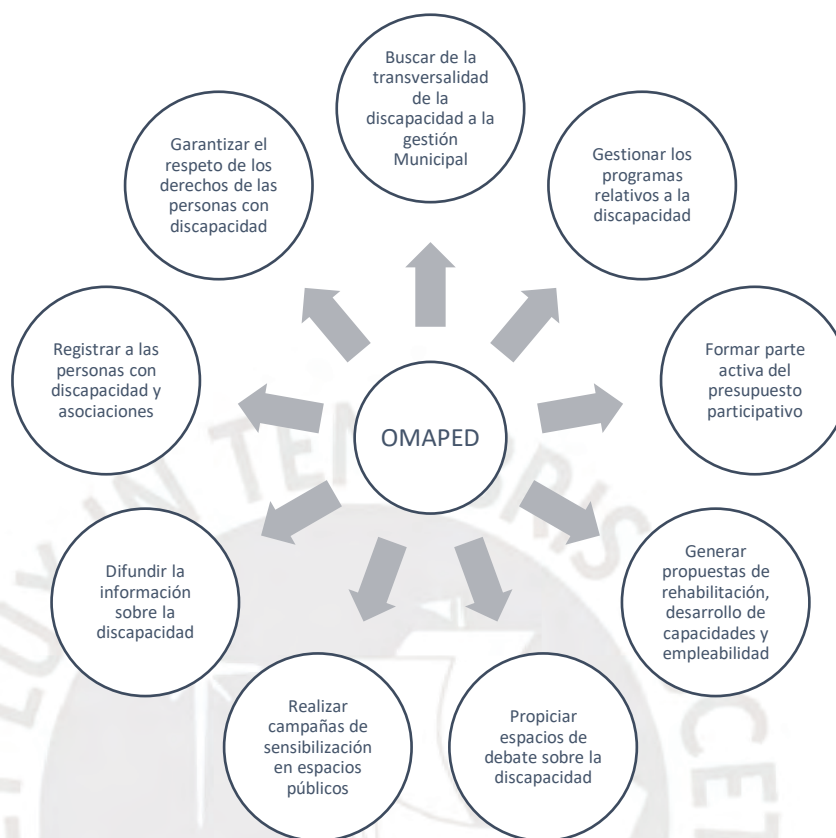 Buscar de la
transversalidad
de la
discapacidad a la
gestión
Municipal
Gestionar los
programas
relativos a la
discapacidad
Formar parte
activa del
presupuesto
participativo
Generar
propuestas de
rehabilitación,
desarrollo de
capacidades y
empleabilidad
Propiciar
espacios de
debate sobre la
discapacidad
Realizar
campañas de
sensibilización
en espacios
públicos
Difundir la
información
sobre la
discapacidad
Registrar a las
personas con
discapacidad y
asociaciones
Garantizar el
respeto de los
derechos de las
personas con
discapacidad
OMAPED